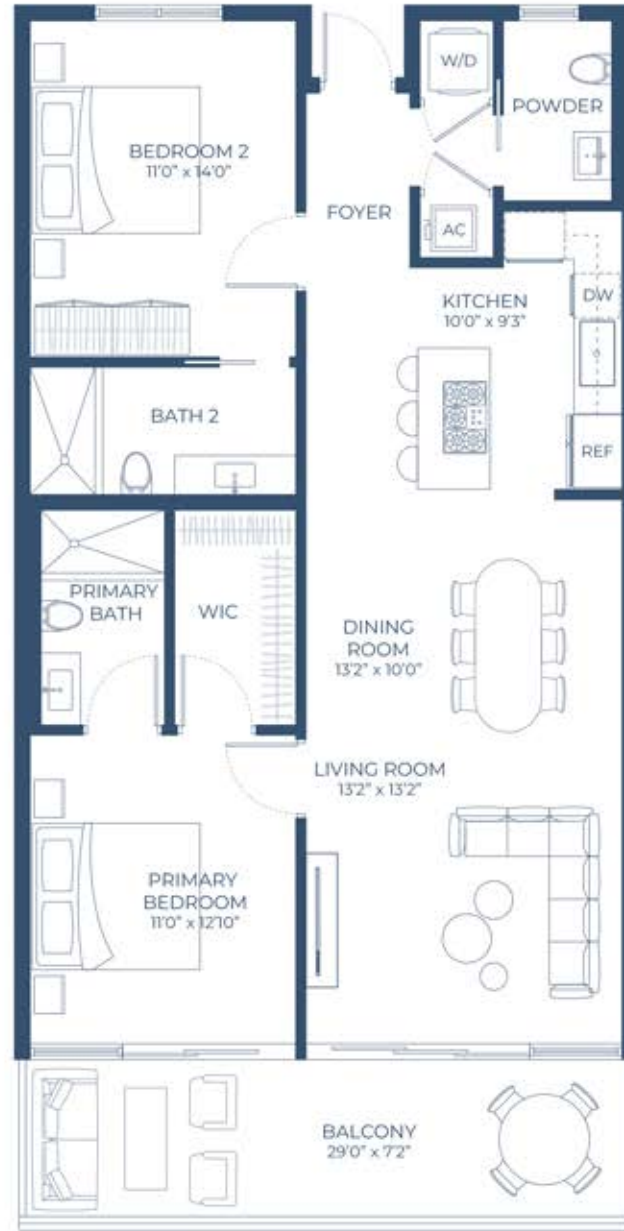 W/D
POWDER
BEDROOM 2
11'0" x 14'0"
FOYER
AC
KITCHEN
10'0" x 9'3"
DW
BATH 2
REF
PRIMARY
BATH
WIC
DINING
ROOM
13'2" x 10'0"
LIVING ROOM
13'2" x 13'2"
PRIMARY
BEDROOM
11'0" x 12'10"
BALCONY
29'0" x 7'2"